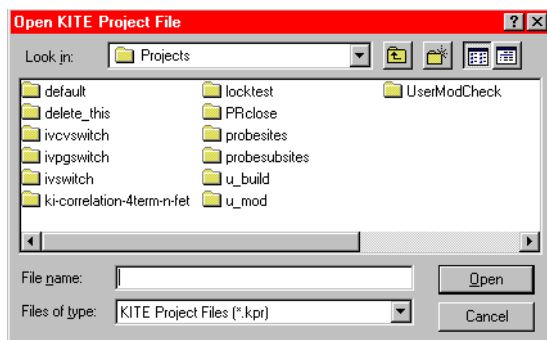 Open KITE Project File
Look in: Projects
default locktest UserModCheck
delete_this PRclose
ivcvswitch probesites
ivpgswitch probesubsites
ivswitch u_build
ki-correlation-4term-n-fet u_mod
File name: Open
Files of type: KITE Project Files (*.kpr) Cancel